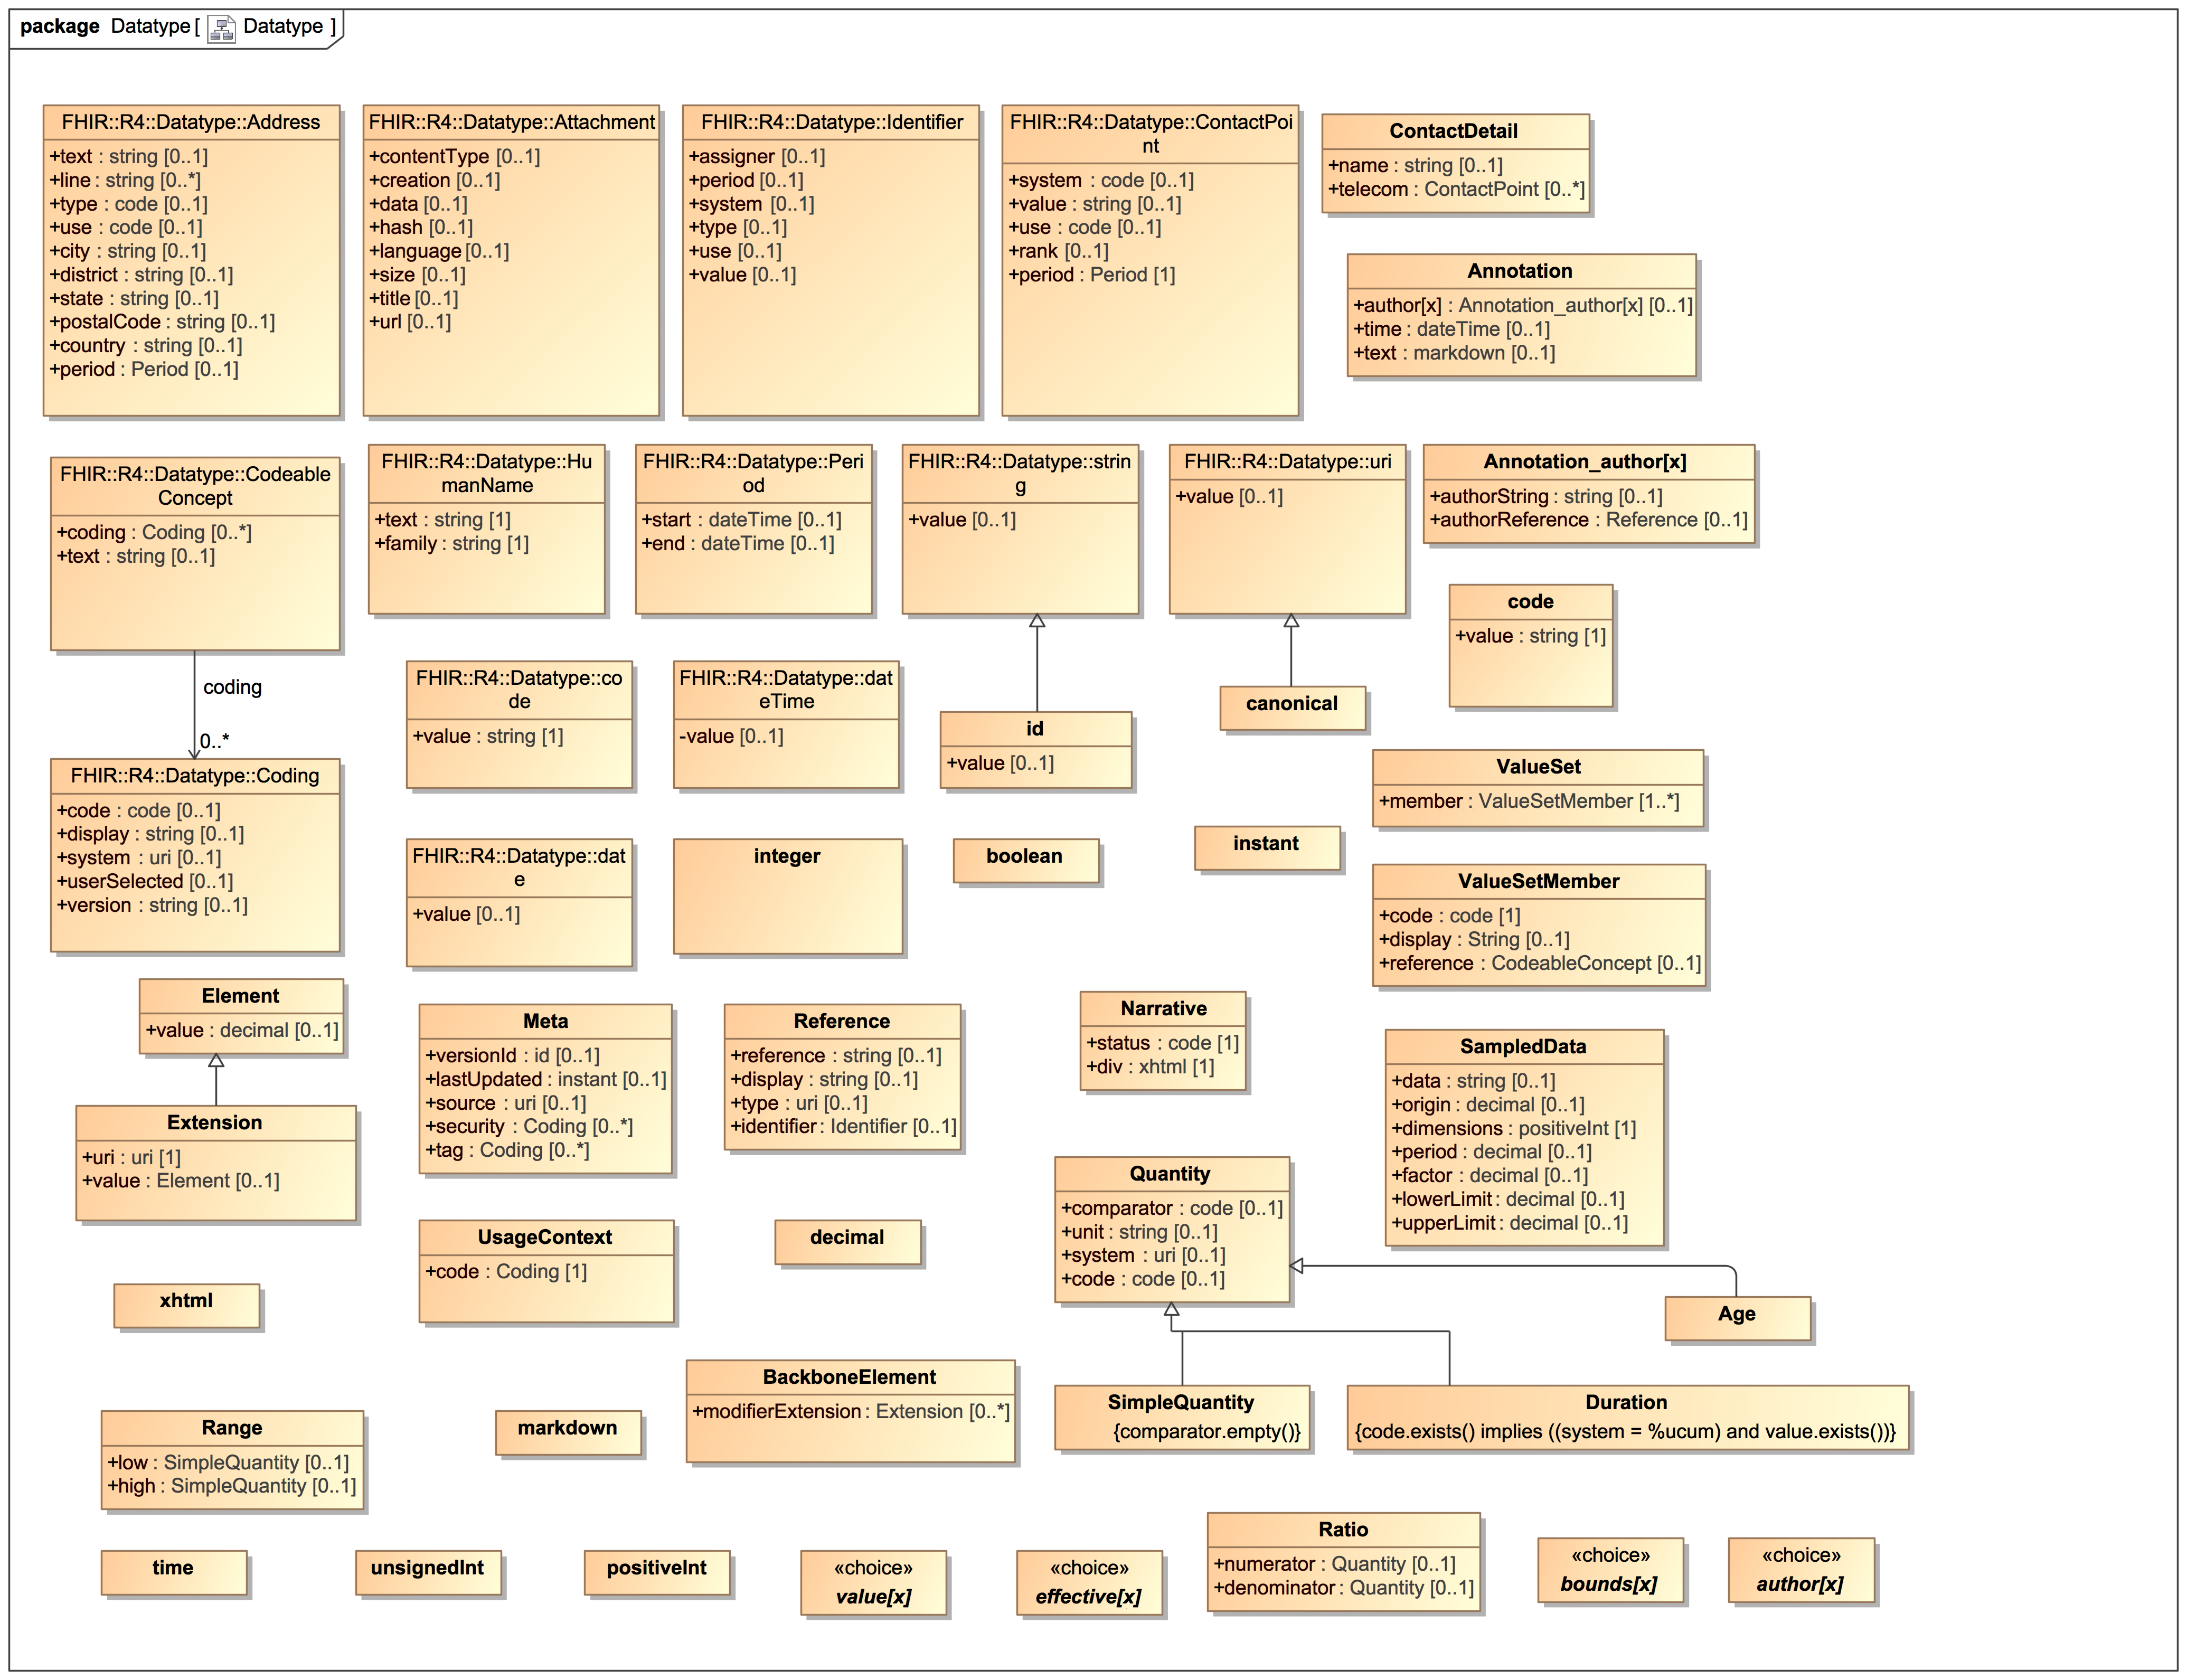 package Datatype [ Datatype ]
FHIR::R4::Datatype::Address
+text : string [0..1]
+line : string [0..*]
+type : code [0..1]
+use : code [0..1]
+city : string [0..1]
+district : string [0..1]
+state : string [0..1]
+postalCode : string [0..1]
+country : string [0..1]
+period : Period [0..1]
FHIR::R4::Datatype::Attachment
+contentType [0..1]
+creation [0..1]
+data [0..1]
+hash [0..1]
+language [0..1]
+size [0..1]
+title [0..1]
+url [0..1]
FHIR::R4::Datatype::Identifier
+assigner [0..1]
+period [0..1]
+system [0..1]
+type [0..1]
+use [0..1]
+value [0..1]
FHIR::R4::Datatype::ContactPoi
nt
+system : code [0..1]
+value : string [0..1]
+use : code [0..1]
+rank [0..1]
+period : Period [1]
ContactDetail
+name : string [0..1]
+telecom : ContactPoint [0..*]
Annotation
+author[x] : Annotation_author[x] [0..1]
+time : dateTime [0..1]
+text : markdown [0..1]
FHIR::R4::Datatype::Codeable
Concept
+coding : Coding [0..*]
+text : string [0..1]
FHIR::R4::Datatype::Hu
manName
+text : string [1]
+family : string [1]
FHIR::R4::Datatype::Peri
od
+start : dateTime [0..1]
+end : dateTime [0..1]
FHIR::R4::Datatype::strin
g
+value [0..1]
FHIR::R4::Datatype::uri
+value [0..1]
Annotation_author[x]
+authorString : string [0..1]
+authorReference : Reference [0..1]
code
+value : string [1]
coding
0..*
FHIR::R4::Datatype::co
de
+value : string [1]
FHIR::R4::Datatype::dat
eTime
-value [0..1]
id
+value [0..1]
canonical
FHIR::R4::Datatype::Coding
+code : code [0..1]
+display : string [0..1]
+system : uri [0..1]
+userSelected [0..1]
+version : string [0..1]
FHIR::R4::Datatype::dat
e
+value [0..1]
integer
boolean
instant
ValueSet
+member : ValueSetMember [1..*]
ValueSetMember
+code : code [1]
+display : String [0..1]
+reference : CodeableConcept [0..1]
Element
+value : decimal [0..1]
Extension
+uri : uri [1]
+value : Element [0..1]
Meta
+versionId : id [0..1]
+lastUpdated : instant [0..1]
+source : uri [0..1]
+security : Coding [0..*]
+tag : Coding [0..*]
Reference
+reference : string [0..1]
+display : string [0..1]
+type : uri [0..1]
+identifier : Identifier [0..1]
Narrative
+status : code [1]
+div : xhtml [1]
SampledData
+data : string [0..1]
+origin : decimal [0..1]
+dimensions : positiveInt [1]
+period : decimal [0..1]
+factor : decimal [0..1]
+lowerLimit : decimal [0..1]
+upperLimit : decimal [0..1]
Quantity
+comparator : code [0..1]
+unit : string [0..1]
+system : uri [0..1]
+code : code [0..1]
UsageContext
+code : Coding [1]
decimal
xhtml
Age
BackboneElement
+modifierExtension : Extension [0..*]
SimpleQuantity
{comparator.empty()}
Duration
{code.exists() implies ((system = %ucum) and value.exists())}
Range
+low : SimpleQuantity [0..1]
+high : SimpleQuantity [0..1]
markdown
time
unsignedInt
positiveInt
«choice»
value[x]
«choice»
effective[x]
Ratio
+numerator : Quantity [0..1]
+denominator : Quantity [0..1]
«choice»
bounds[x]
«choice»
author[x]